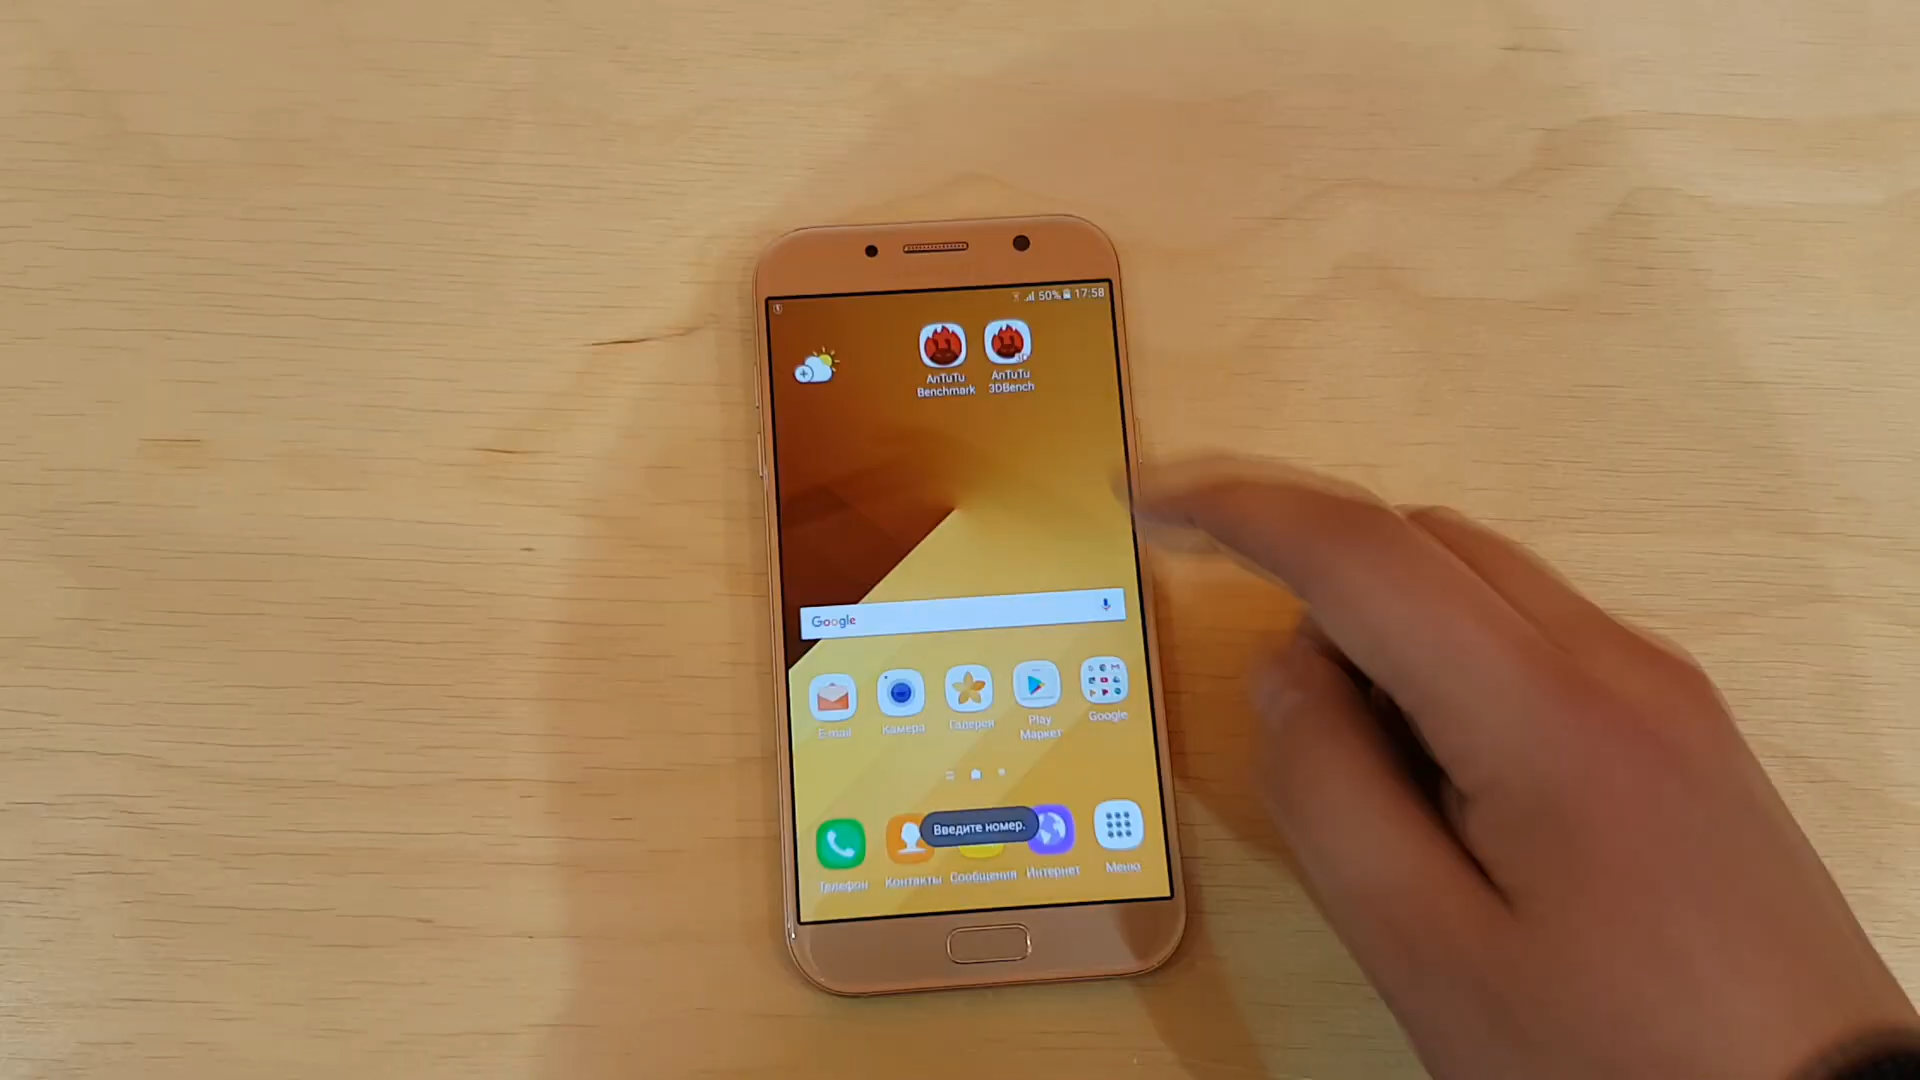 50% 17:58
AnTuTu
Benchmark
AnTuTu
3DBench
Google
E-mail
Камера
Галерея
Play
Маркет
Google
Введите номер.
Телефон
Контакты
Сообщения
Интернет
Меню